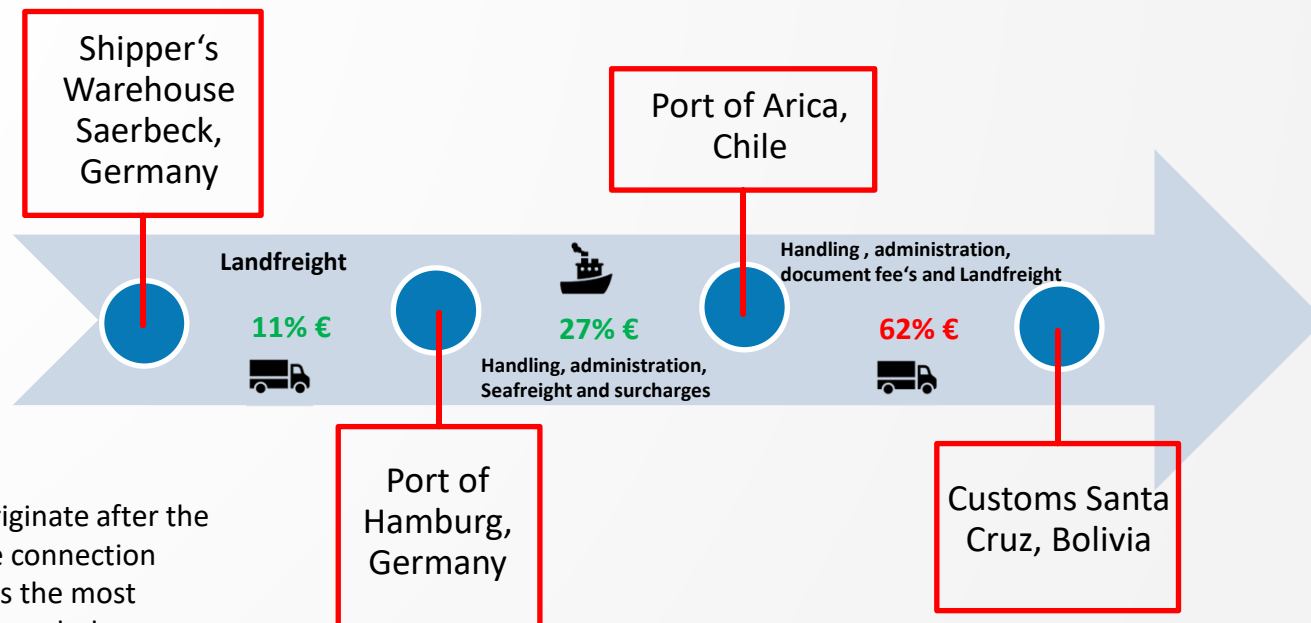 Shipper‘s
Warehouse
Saerbeck,
Germany
Port of Arica,
Chile
Landfreight
11% €
27% €
Handling, administration,
Seafreight and surcharges
Handling , administration,
document fee‘s and Landfreight
62% €
Port of
Hamburg,
Germany
Customs Santa
Cruz, Bolivia
riginate after the
e connection
s the most